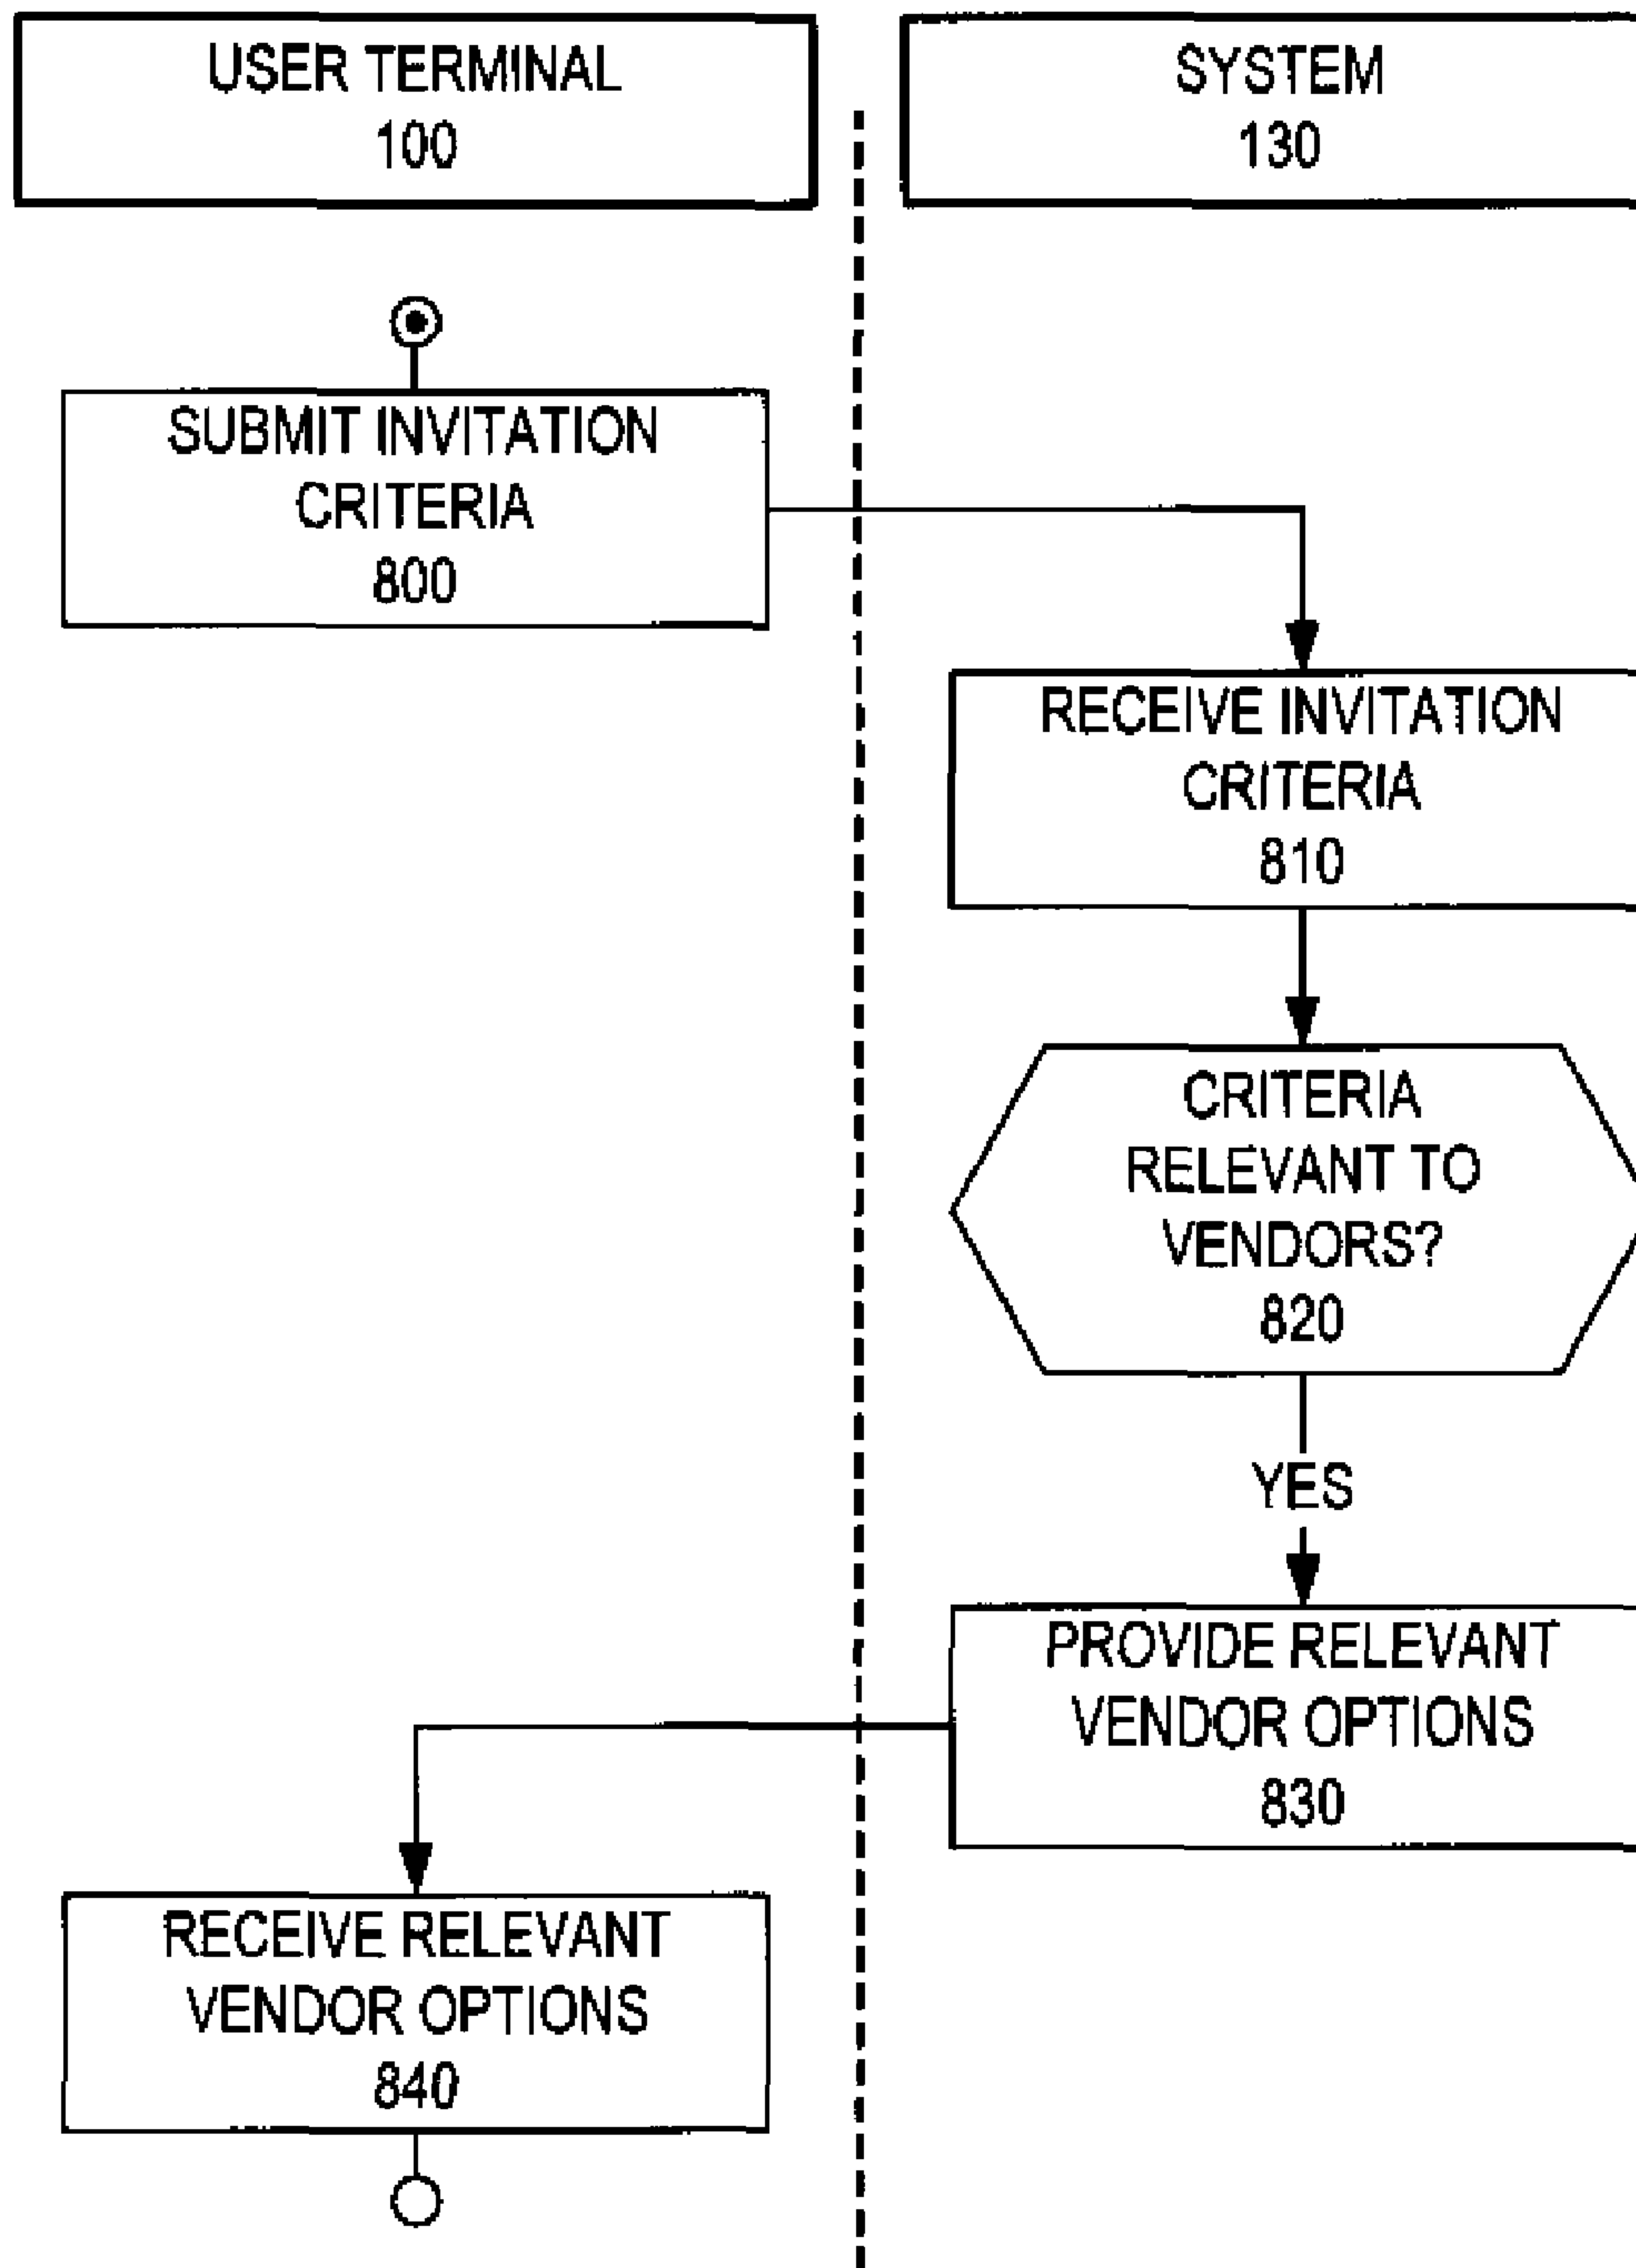 USER TERMINAL
100
SYSTEM
130
SUBMIT INVITATION
CRITERIA
800
RECEIVE INVITATION
CRITERIA
810
CRITERIA
RELEVANT TO
VENDORS?
820
YES
PROVIDE RELEVANT
VENDOR OPTIONS
830
RECEIVE RELEVANT
VENDOR OPTIONS
840